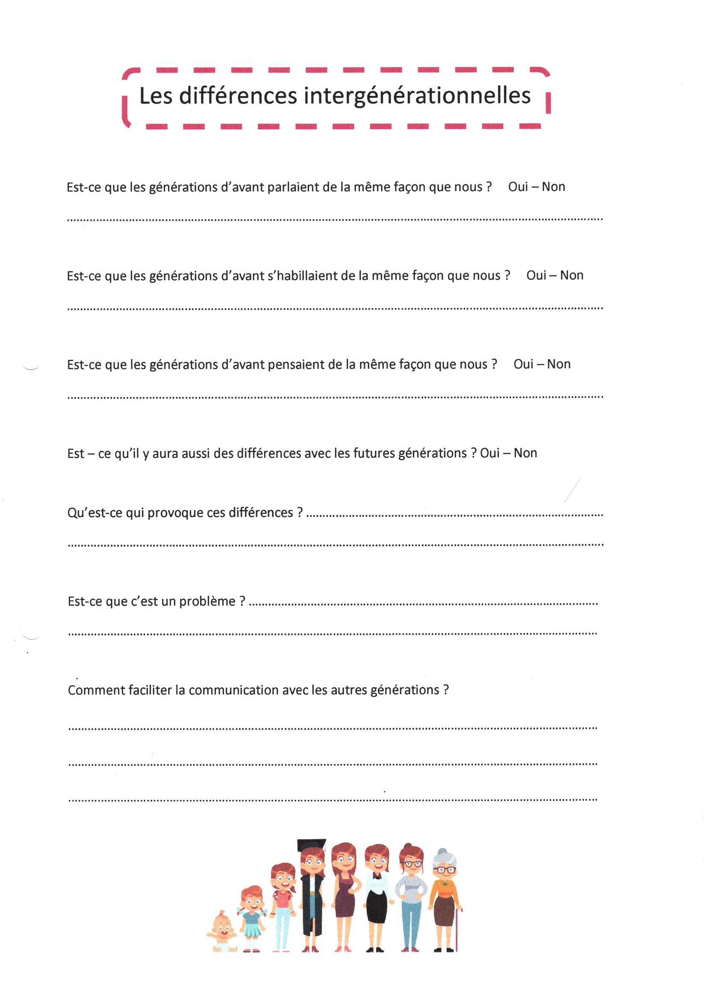 Les différences intergénérationnelles
Est-ce que les générations d’avant parlaient de la même façon que nous ? Oui – Non
Est-ce que les générations d’avant s’habillaient de la même façon que nous ? Oui – Non
Est-ce que les générations d’avant pensaient de la même façon que nous ? Oui – Non
Est – ce qu’il y aura aussi des différences avec les futures générations ? Oui – Non
Qu’est-ce qui provoque ces différences ?
Est-ce que c’est un problème ?
Comment faciliter la communication avec les autres générations ?